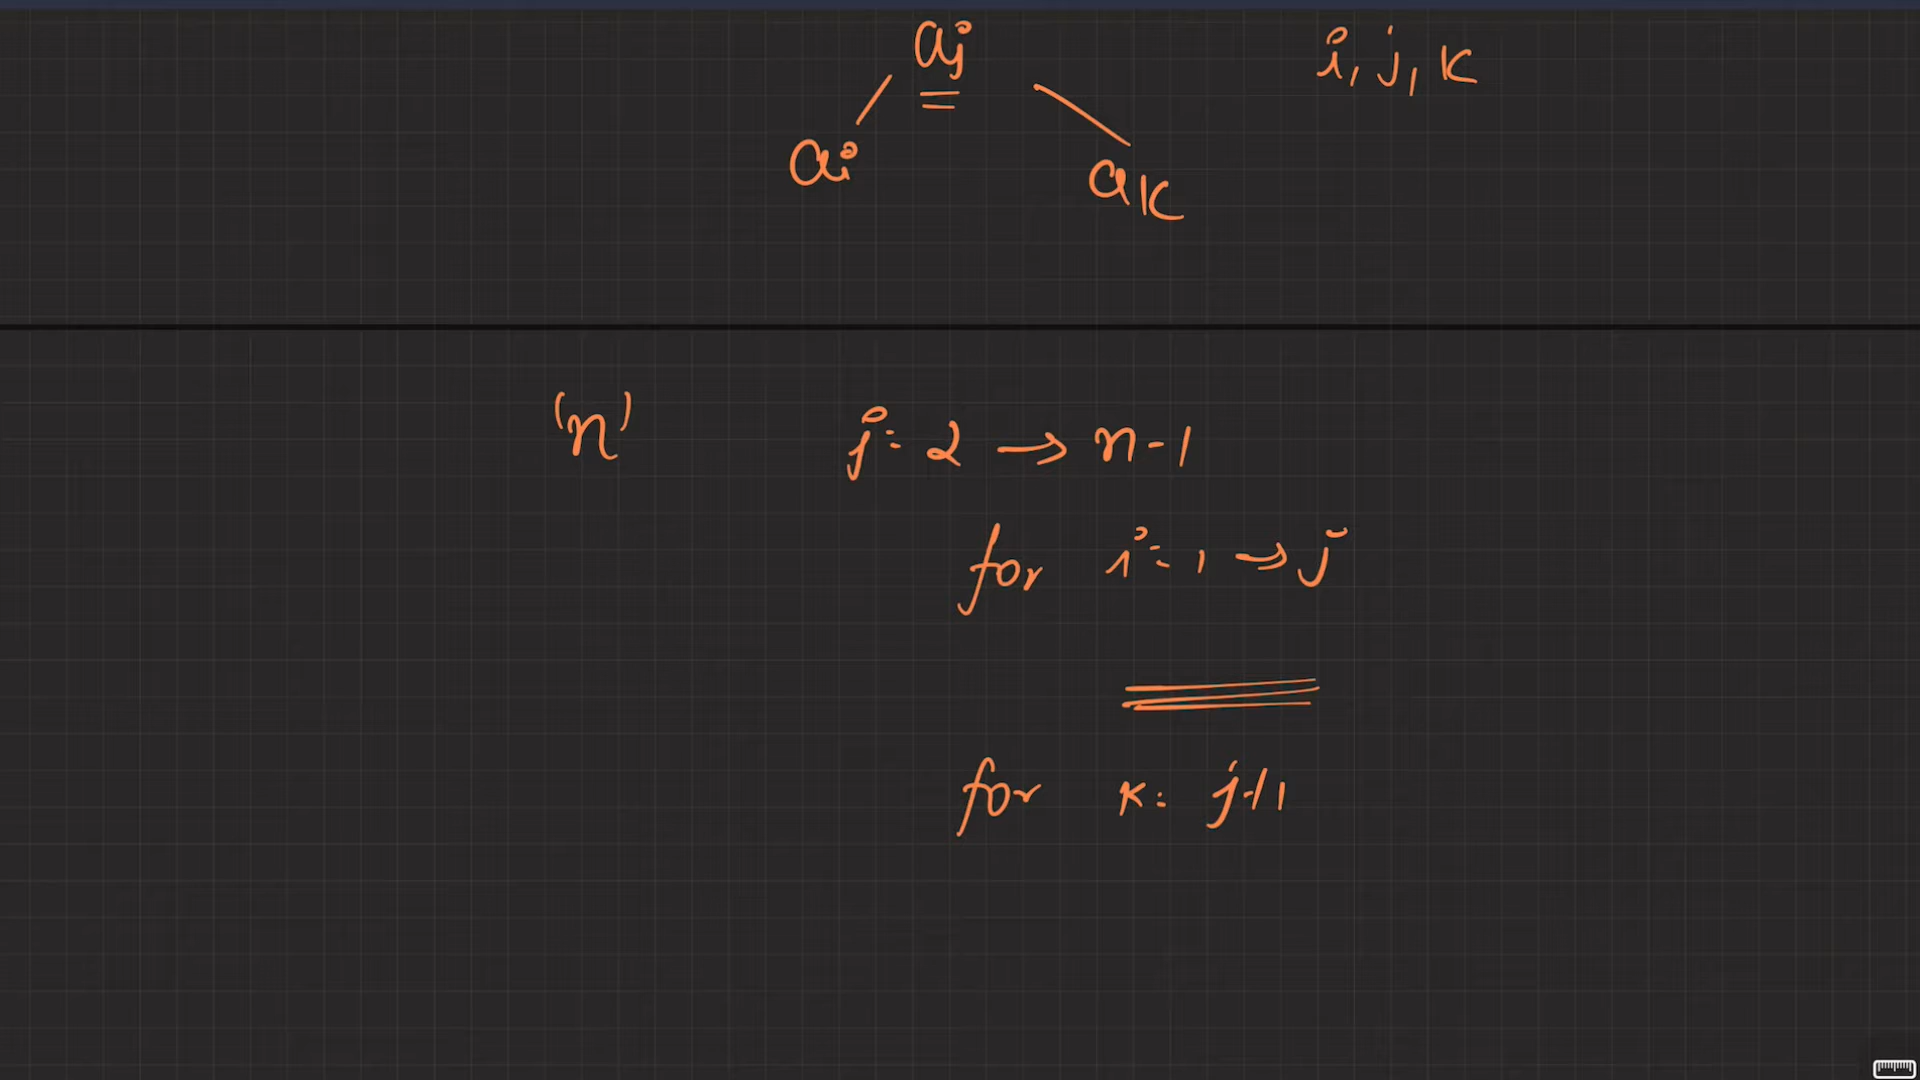 aj i, j, k
ai ak
'n' j = 2 → n-1
for i = 1 → j
for k = j+1